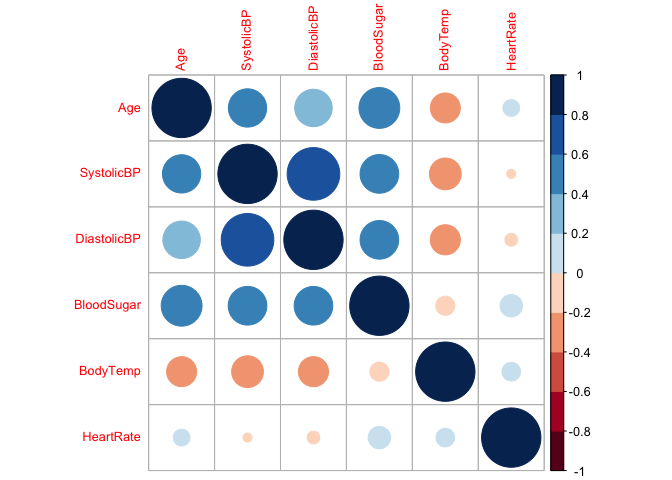 Age
SystolicBP
DiastolicBP
BloodSugar
BodyTemp
HeartRate
Age
SystolicBP
DiastolicBP
BloodSugar
BodyTemp
HeartRate
1
0.8
0.6
0.4
0.2
0
-0.2
-0.4
-0.6
-0.8
-1